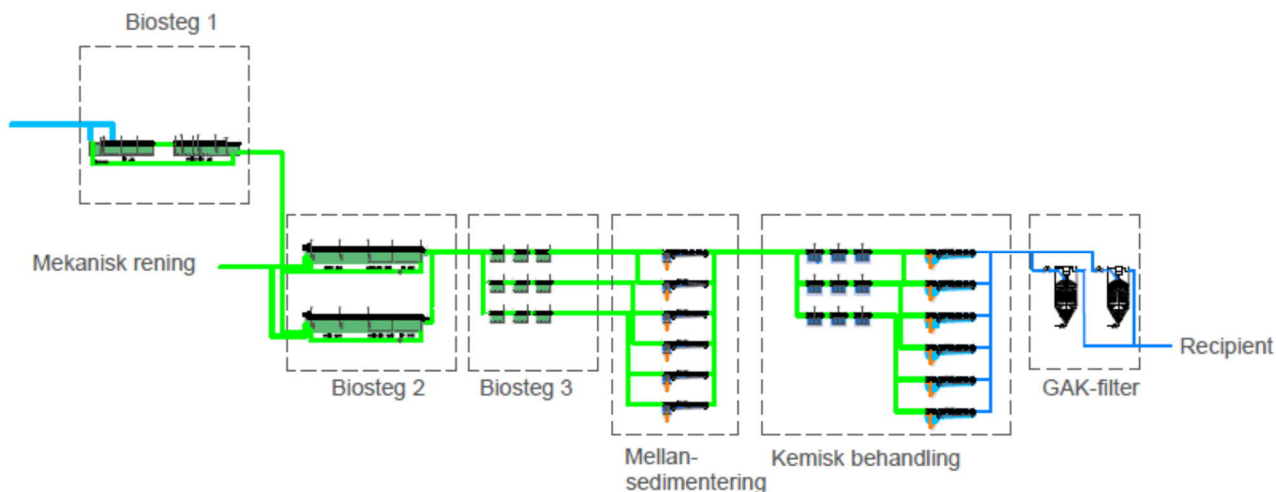 Biosteg 1
Mekanisk rening
Biosteg 2
Biosteg 3
Mellan-
sedimentering
Kemisk behandling
GAK-filter
Recipient